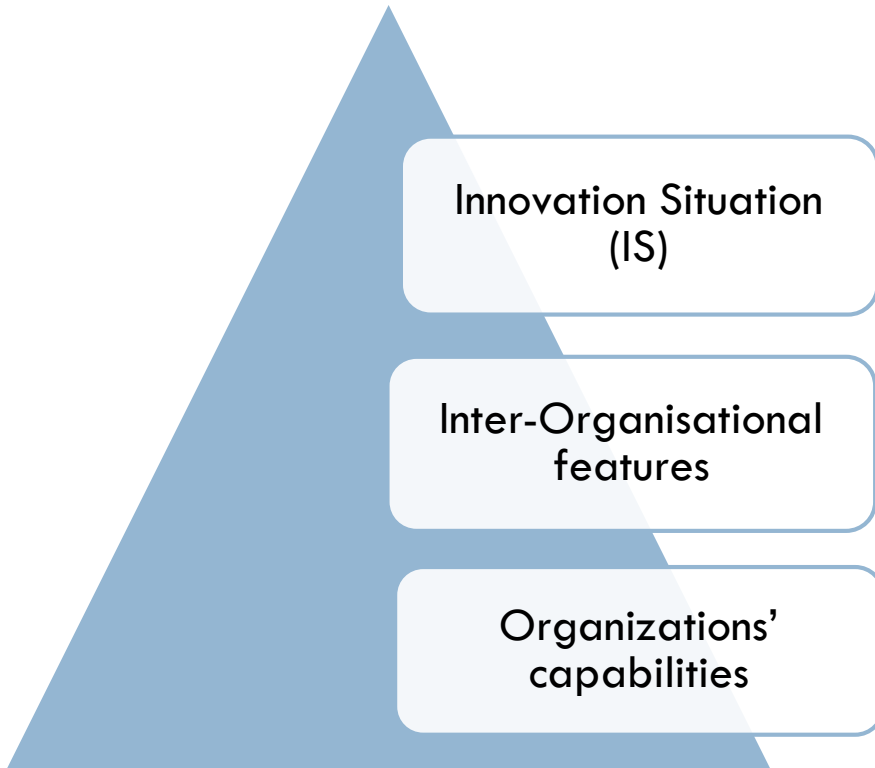 Innovation Situation
(IS)
Inter-Organisational
features
Organizations’
capabilities